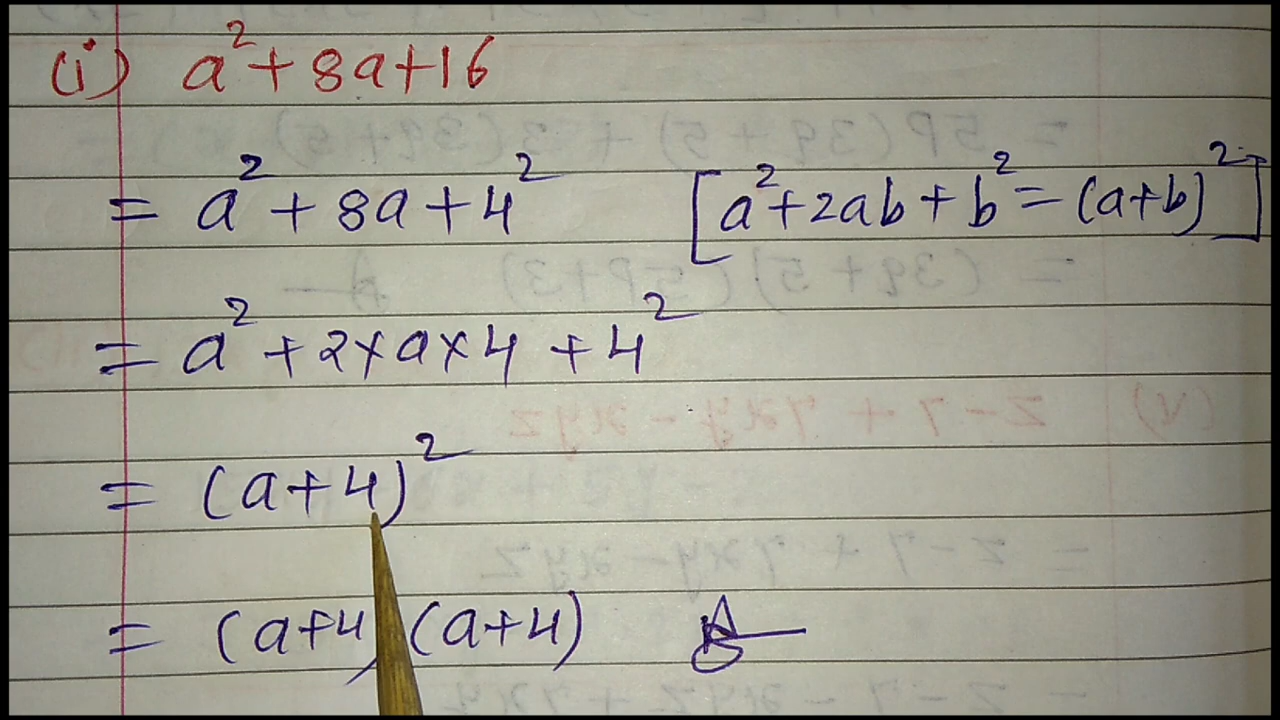 (i) a²+8a+16
= a²+8a+4² [a²+2ab+b²=(a+b)²]
= a²+2×a×4+4²
= (a+4)²
= (a+4)(a+4)